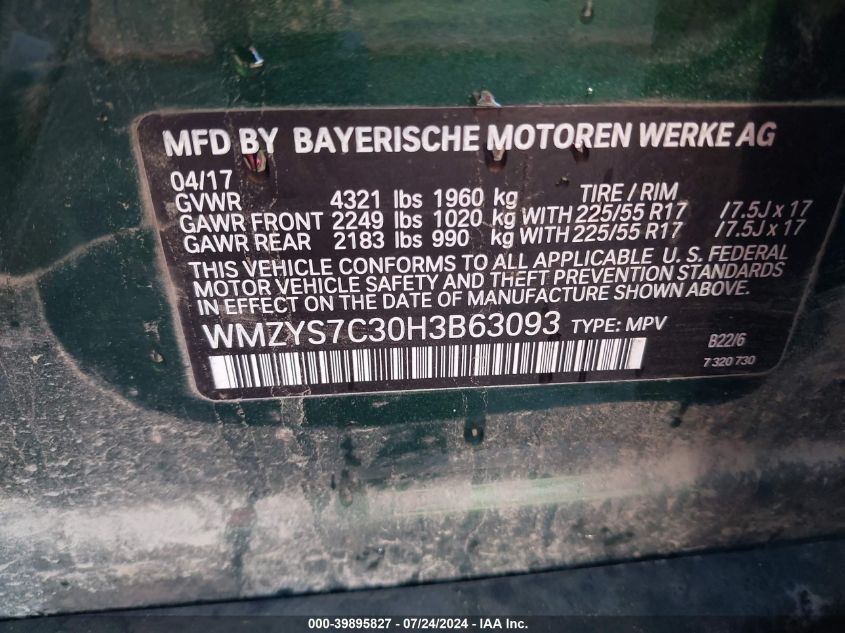 MFD BY BAYERISCHE MOTOREN WERKE AG
04/17 TIRE / RIM
GVWR 4321 lbs 1960 kg
GAWR FRONT 2249 lbs 1020 kg WITH 225/55 R17 /7.5J x 17
GAWR REAR 2183 lbs 990 kg WITH 225/55 R17 /7.5J x 17
THIS VEHICLE CONFORMS TO ALL APPLICABLE U. S. FEDERAL
MOTOR VEHICLE SAFETY AND THEFT PREVENTION STANDARDS
IN EFFECT ON THE DATE OF MANUFACTURE SHOWN ABOVE.
WMZYS7C30H3B63093 TYPE: MPV B22/6
7 320 730
000-39895827 / 07/24/2024 - IAA Inc.